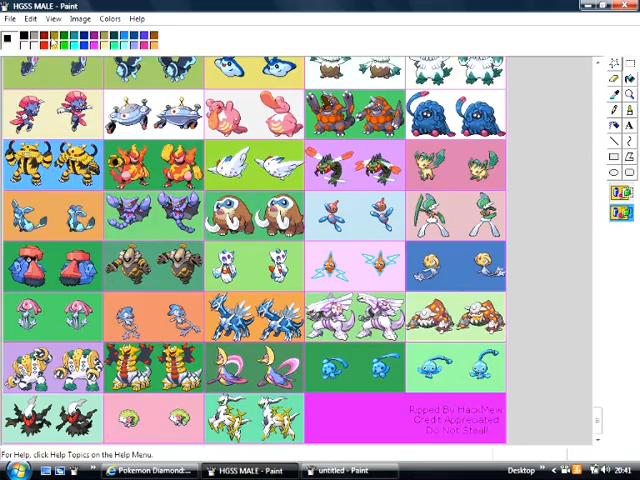 HGSS MALE - Paint
File Edit View Image Colors Help
Ripped By HackMew
Credit Appreciated
Do Not Steal!
For Help, click Help Topics on the Help Menu.
Pokemon Diamond:... HGSS MALE - Paint untitled - Paint Desktop 20:41